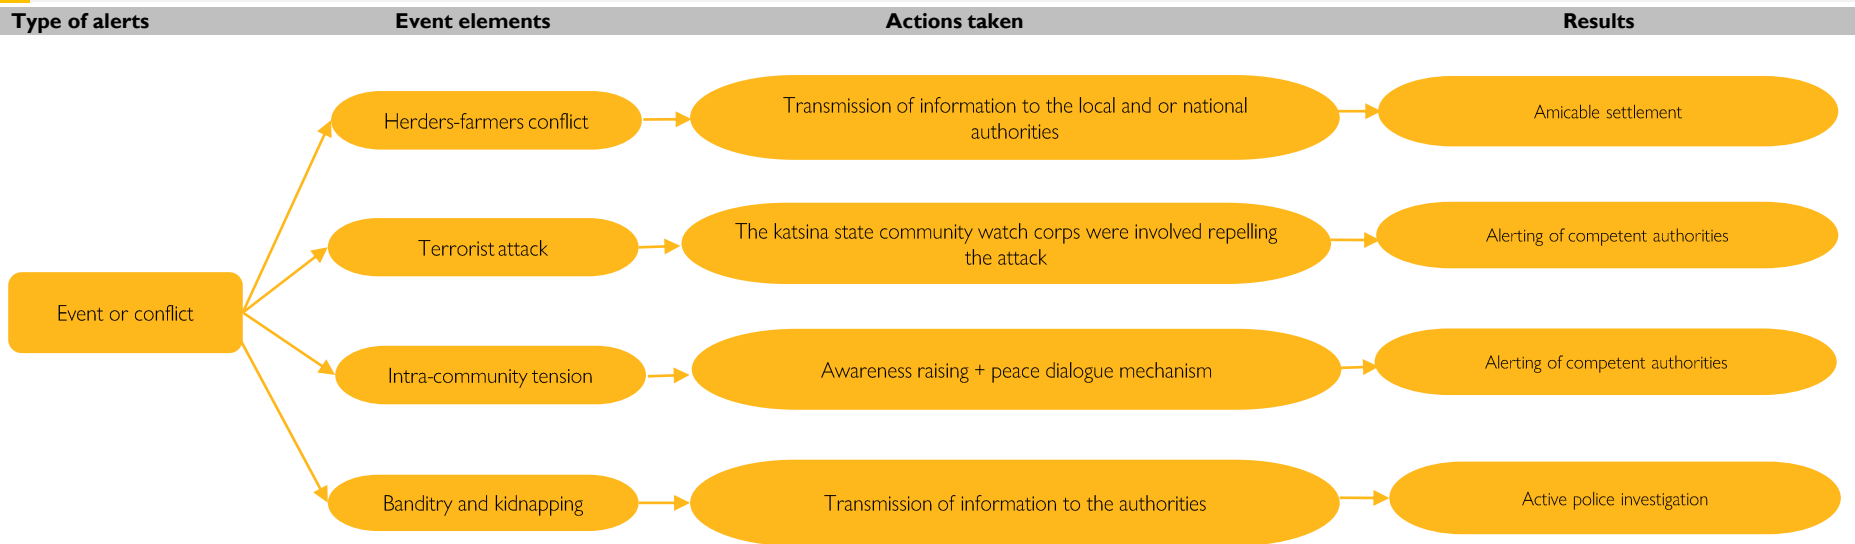 Type of alerts
Event elements
Actions taken
Results
Event or conflict
Herders-farmers conflict
Transmission of information to the local and or national
authorities
Amicable settlement
Terrorist attack
The katsina state community watch corps were involved repelling
the attack
Alerting of competent authorities
Intra-community tension
Awareness raising + peace dialogue mechanism
Alerting of competent authorities
Banditry and kidnapping
Transmission of information to the authorities
Active police investigation